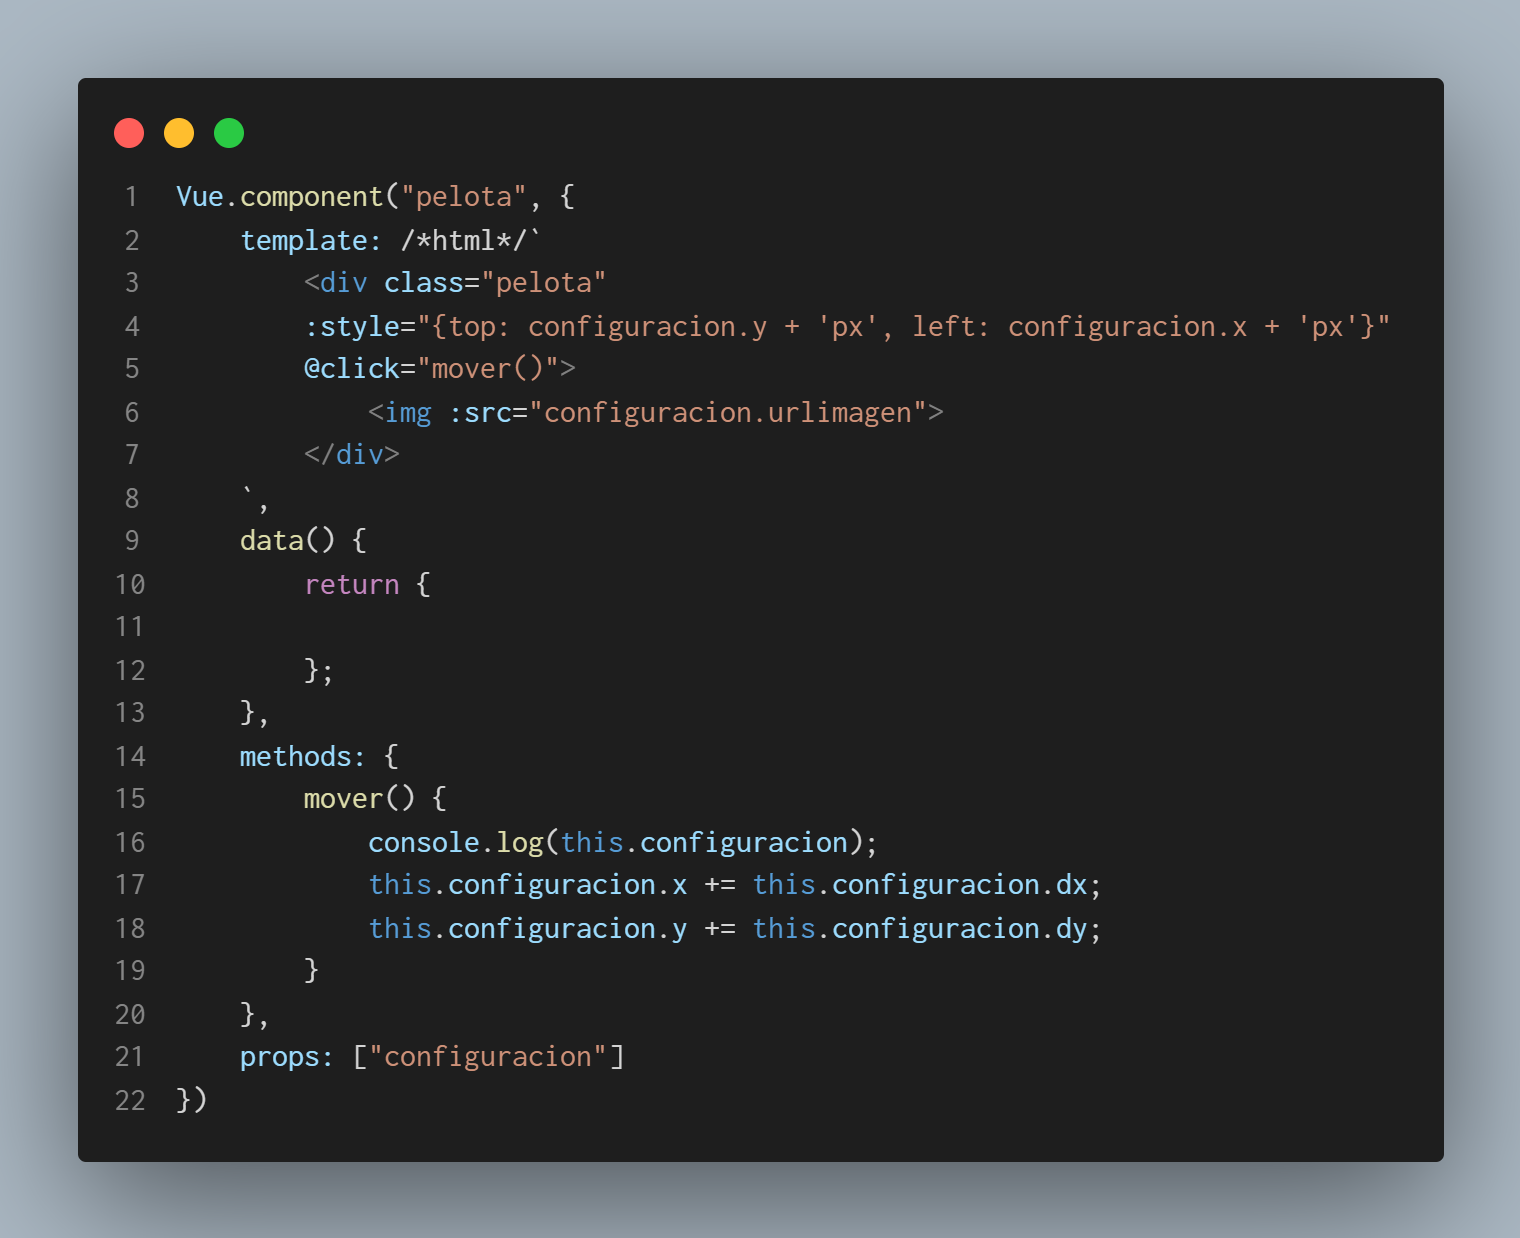 1 Vue.component("pelota", {
2     template: /*html*/`
3         <div class="pelota"
4         :style="{top: configuracion.y + 'px', left: configuracion.x + 'px'}"
5         @click="mover()">
6             <img :src="configuracion.urlimagen">
7         </div>
8     `,
9     data() {
10         return {
11
12         };
13     },
14     methods: {
15         mover() {
16             console.log(this.configuracion);
17             this.configuracion.x += this.configuracion.dx;
18             this.configuracion.y += this.configuracion.dy;
19         }
20     },
21     props: ["configuracion"]
22 })